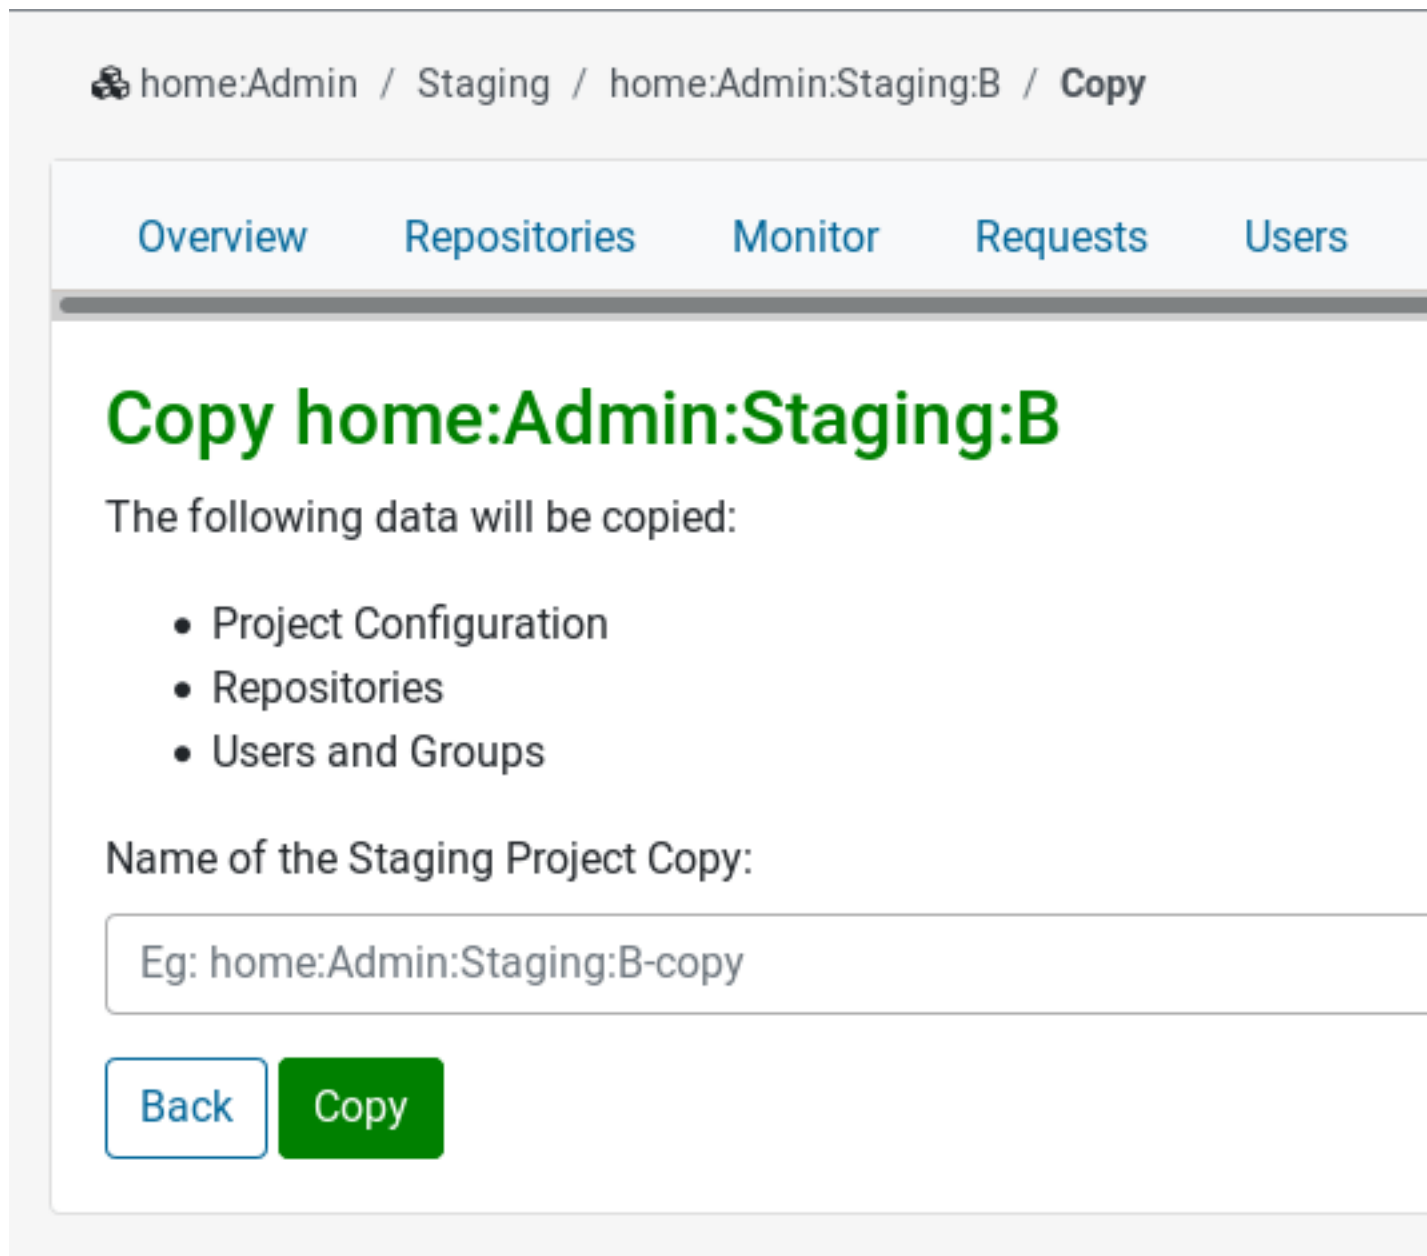 home:Admin / Staging / home:Admin:Staging:B / Copy
Overview Repositories Monitor Requests Users
Copy home:Admin:Staging:B
The following data will be copied:
• Project Configuration
• Repositories
• Users and Groups
Name of the Staging Project Copy:
Eg: home:Admin:Staging:B-copy
Back Copy